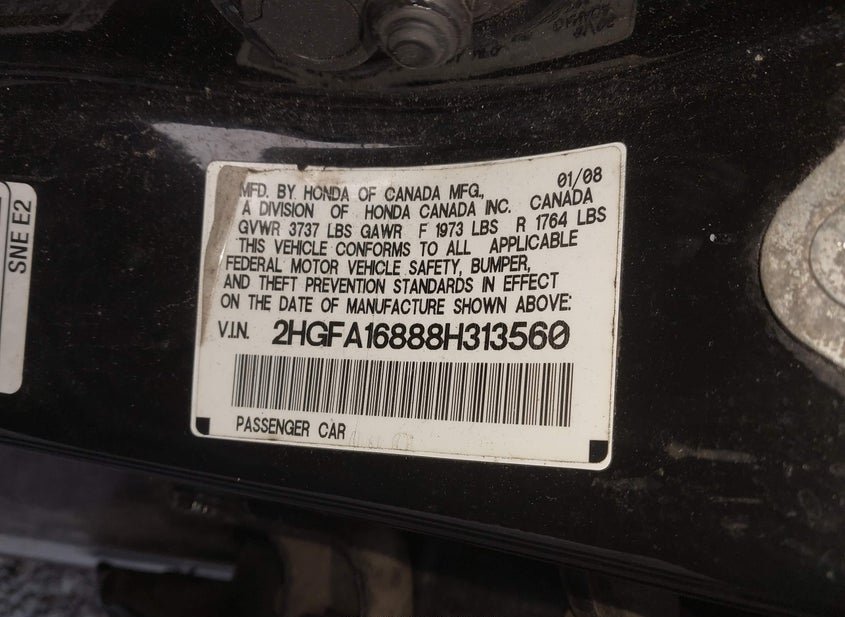 01/08
MFD. BY HONDA OF CANADA MFG.,
A DIVISION OF HONDA CANADA INC. CANADA
GVWR 3737 LBS GAWR F 1973 LBS R 1764 LBS
THIS VEHICLE CONFORMS TO ALL APPLICABLE
FEDERAL MOTOR VEHICLE SAFETY, BUMPER,
AND THEFT PREVENTION STANDARDS IN EFFECT
ON THE DATE OF MANUFACTURE SHOWN ABOVE:
V.I.N. 2HGFA16888H313560
PASSENGER CAR
SNE E2